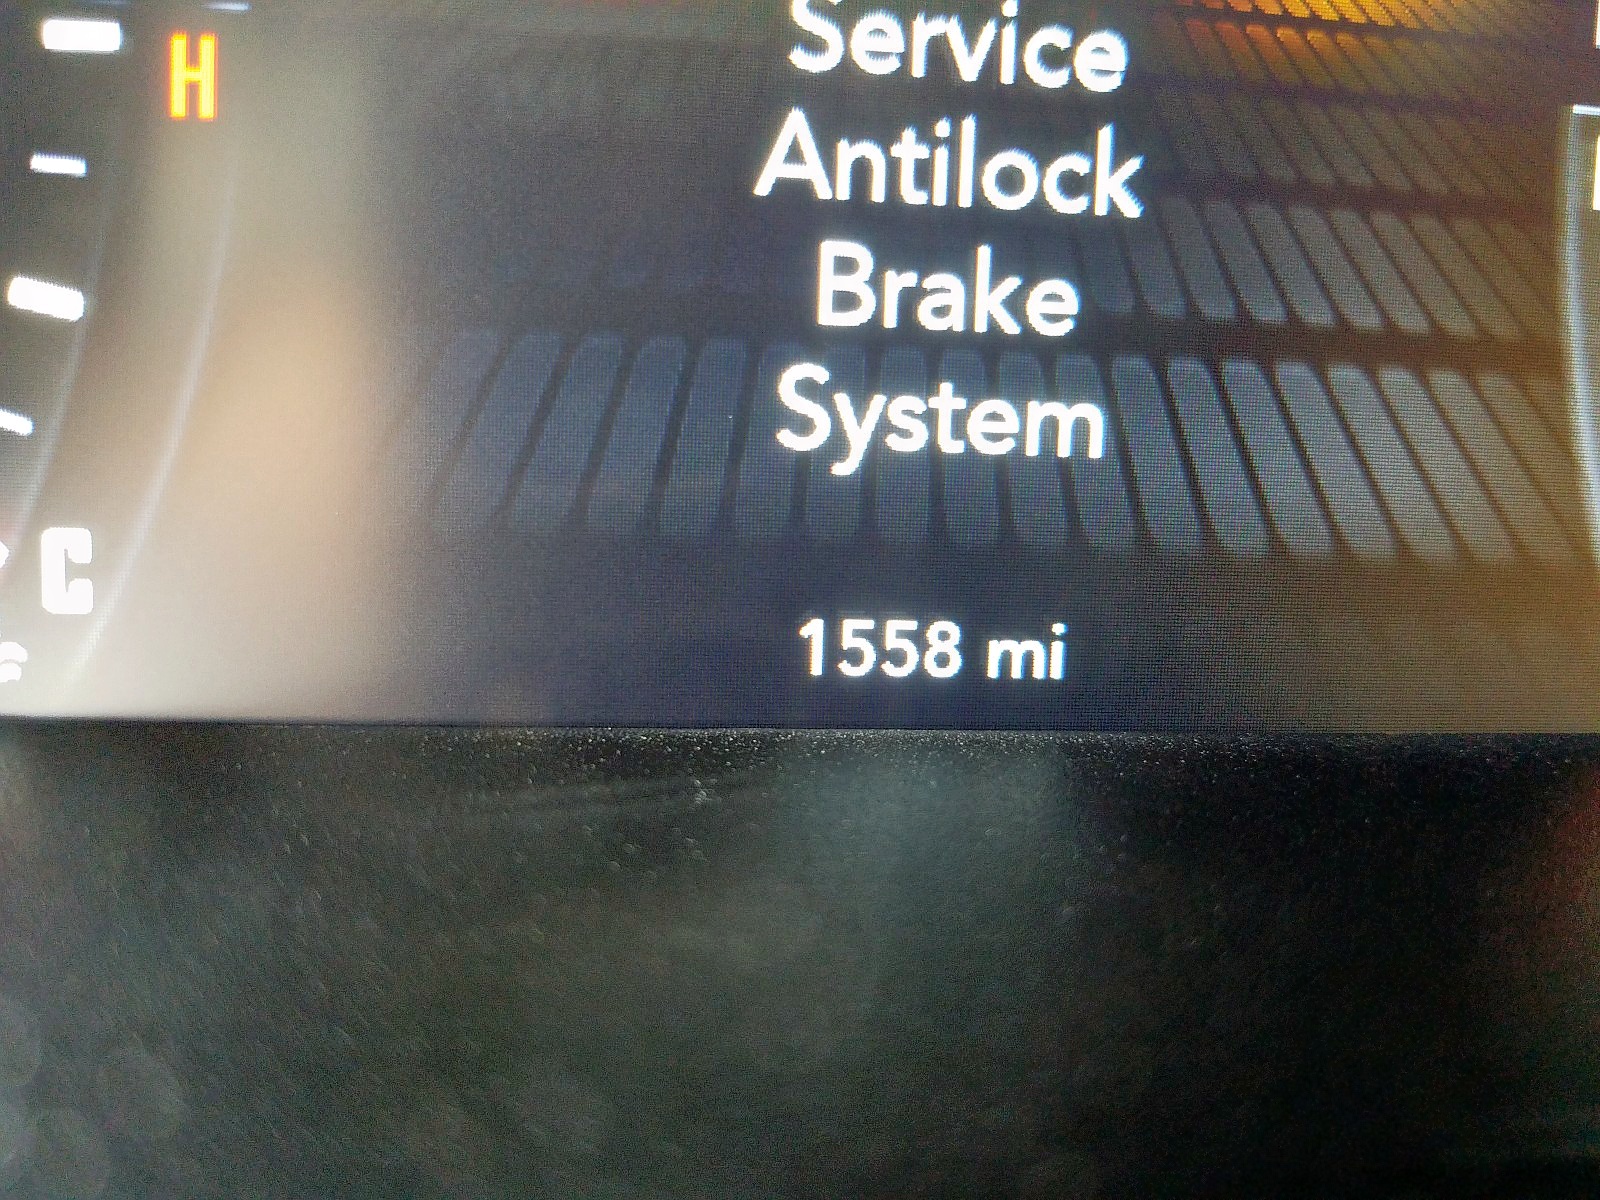 H
Service
Antilock
Brake
System
C
1558 mi